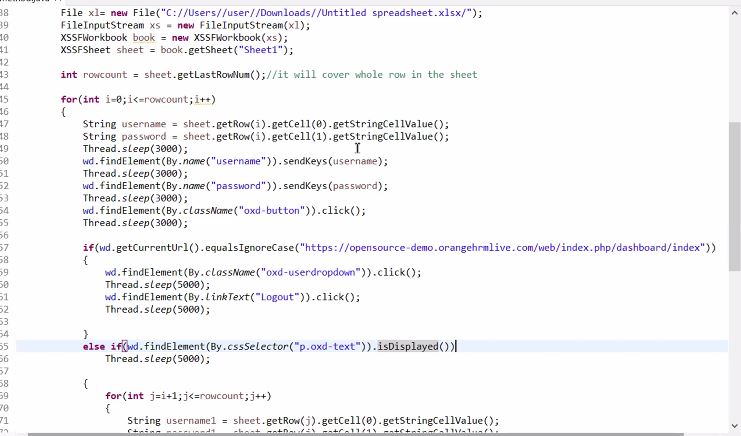 38 File xl= new File("C://Users//user//Downloads//Untitled spreadsheet.xlsx/");
39 FileInputStream xs = new FileInputStream(xl);
40 XSSFWorkbook book = new XSSFWorkbook(xs);
41 XSSFSheet sheet = book.getSheet("Sheet1");
42
43 int rowcount = sheet.getLastRowNum();//it will cover whole row in the sheet
44
45 for(int i=0;i<=rowcount;i++)
46 {
47 String username = sheet.getRow(i).getCell(0).getStringCellValue();
48 String password = sheet.getRow(i).getCell(1).getStringCellValue();
49 Thread.sleep(3000);
50 wd.findElement(By.name("username")).sendKeys(username);
51 Thread.sleep(3000);
52 wd.findElement(By.name("password")).sendKeys(password);
53 Thread.sleep(3000);
54 wd.findElement(By.className("oxd-button")).click();
55 Thread.sleep(3000);
56
57 if(wd.getCurrentUrl().equalsIgnoreCase("https://opensource-demo.orangehrmlive.com/web/index.php/dashboard/index"))
58 {
59 wd.findElement(By.className("oxd-userdropdown")).click();
60 Thread.sleep(5000);
61 wd.findElement(By.linkText("Logout")).click();
62 Thread.sleep(5000);
63
64 }
65 else if(wd.findElement(By.cssSelector("p.oxd-text")).isDisplayed())
66 Thread.sleep(5000);
67
68 {
69 for(int j=i+1;j<=rowcount;j++)
70 {
71 String username1 = sheet.getRow(j).getCell(0).getStringCellValue();